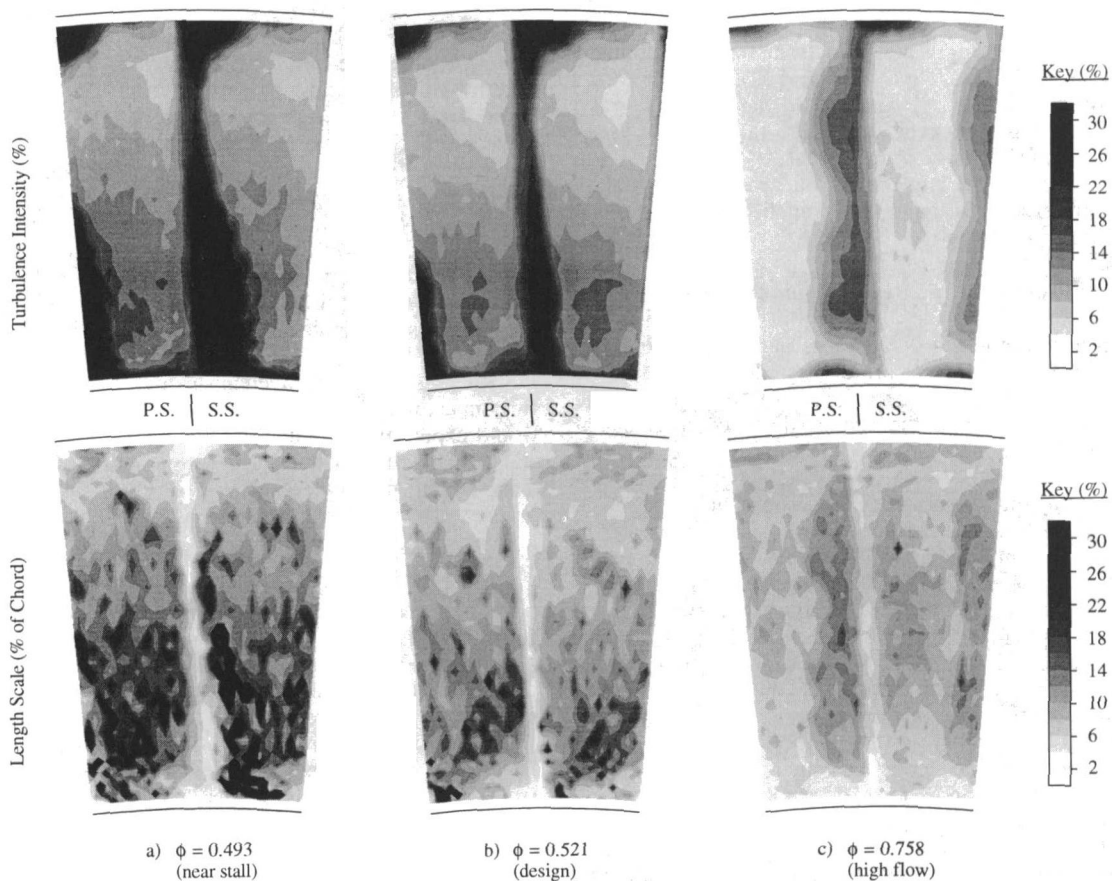 Turbulence Intensity (%)
Key (%)
30
26
22
18
14
10
6
2
P.S. | S.S.
P.S. | S.S.
P.S. | S.S.
Length Scale (% of Chord)
Key (%)
30
26
22
18
14
10
6
2
a) ϕ = 0.493
(near stall)
b) ϕ = 0.521
(design)
c) ϕ = 0.758
(high flow)